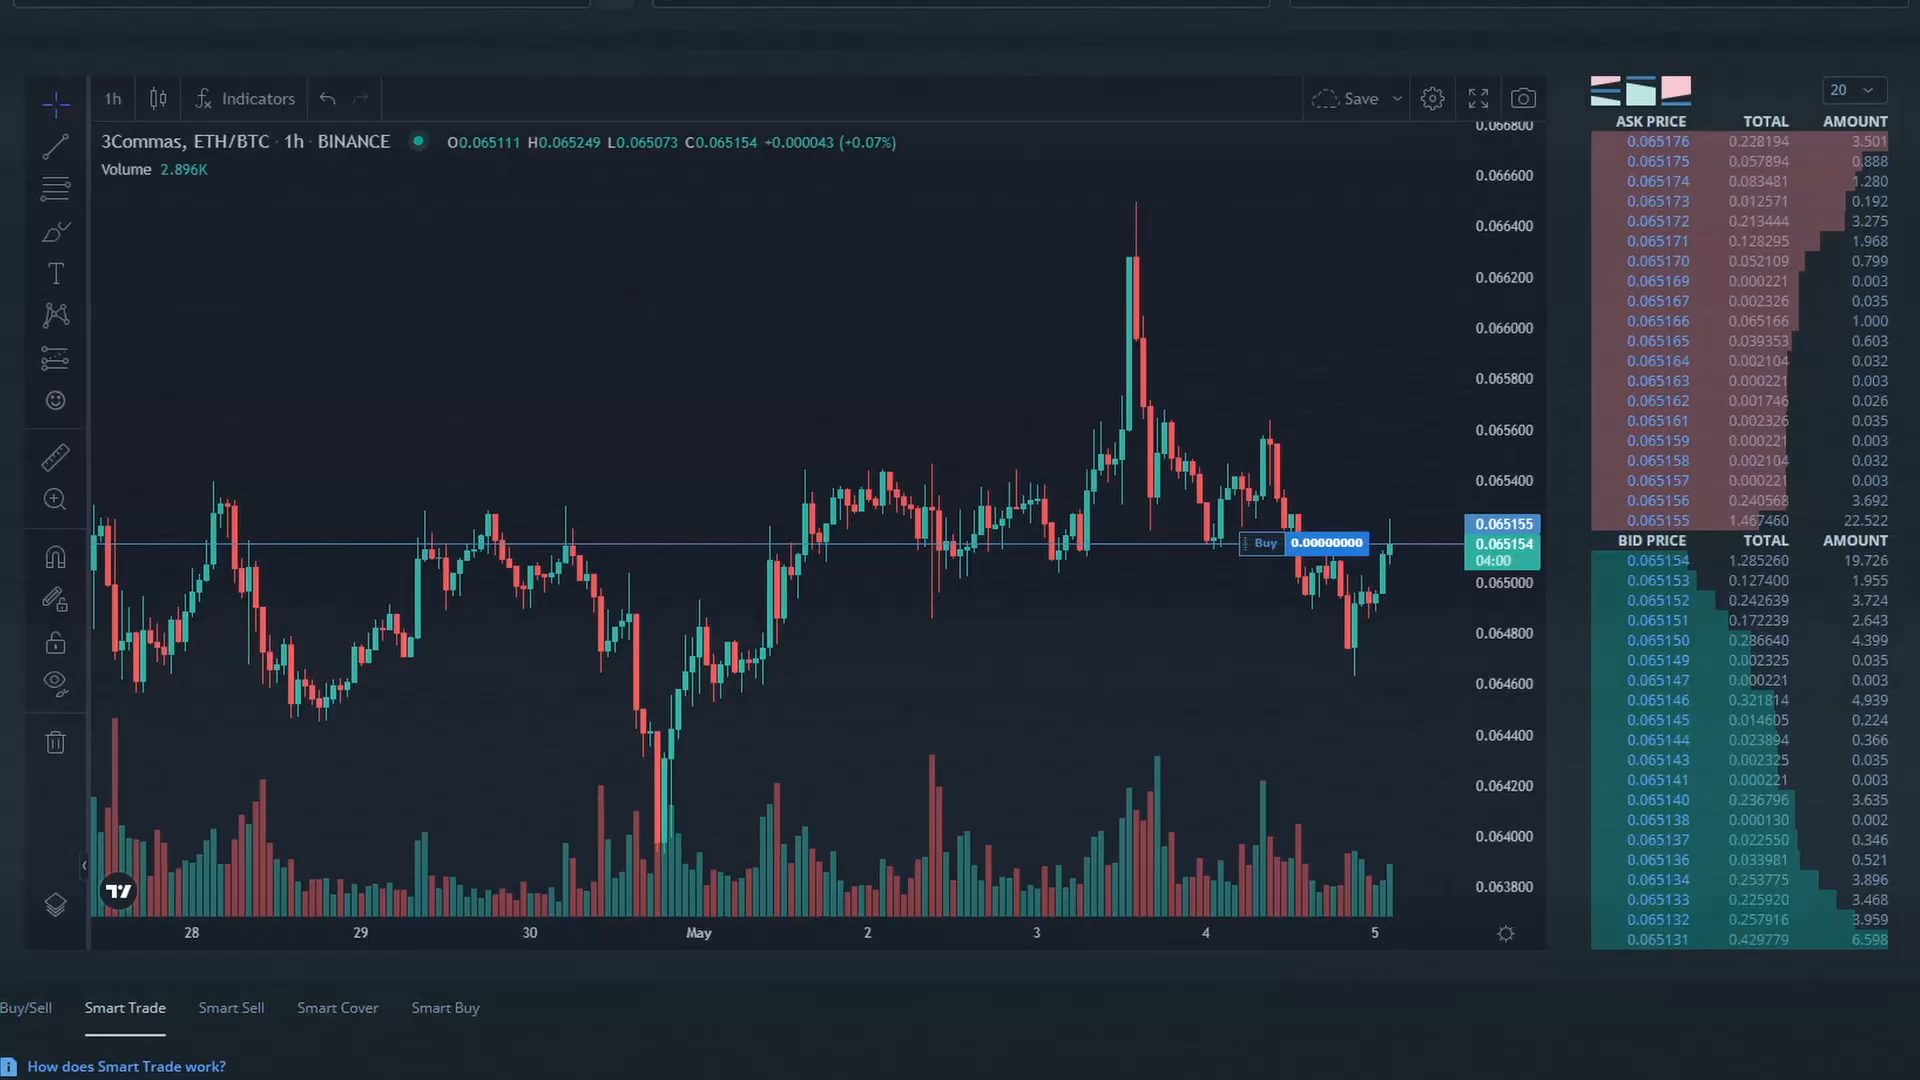 1h Indicators Save
3Commas, ETH/BTC · 1h · BINANCE O0.065111 H0.065249 L0.065073 C0.065154 +0.000043 (+0.07%)
Volume 2.896K
0.066800
0.066600
0.066400
0.066200
0.066000
0.065800
0.065600
0.065400
0.065155
0.065154
04:00
0.065000
0.064800
0.064600
0.064400
0.064200
0.064000
0.063800
Buy 0.00000000
28 29 30 May 2 3 4 5
20
ASK PRICE TOTAL AMOUNT
0.065176 0.228194 3.501
0.065175 0.057894 0.888
0.065174 0.083481 1.280
0.065173 0.012571 0.192
0.065172 0.213444 3.275
0.065171 0.128295 1.968
0.065170 0.052109 0.799
0.065169 0.000221 0.003
0.065167 0.002326 0.035
0.065166 0.065166 1.000
0.065165 0.039353 0.603
0.065164 0.002104 0.032
0.065163 0.000221 0.003
0.065162 0.001746 0.026
0.065161 0.002326 0.035
0.065159 0.000221 0.003
0.065158 0.002104 0.032
0.065157 0.000221 0.003
0.065156 0.240568 3.692
0.065155 1.467460 22.522
BID PRICE TOTAL AMOUNT
0.065154 1.285260 19.726
0.065153 0.127400 1.955
0.065152 0.242639 3.724
0.065151 0.172239 2.643
0.065150 0.286640 4.399
0.065149 0.002325 0.035
0.065147 0.000221 0.003
0.065146 0.321814 4.939
0.065145 0.014605 0.224
0.065144 0.023894 0.366
0.065143 0.002325 0.035
0.065141 0.000221 0.003
0.065140 0.236796 3.635
0.065138 0.000130 0.002
0.065137 0.022550 0.346
0.065136 0.033981 0.521
0.065134 0.253775 3.896
0.065133 0.225920 3.468
0.065132 0.257916 3.959
0.065131 0.429779 6.598
Buy/Sell Smart Trade Smart Sell Smart Cover Smart Buy
How does Smart Trade work?